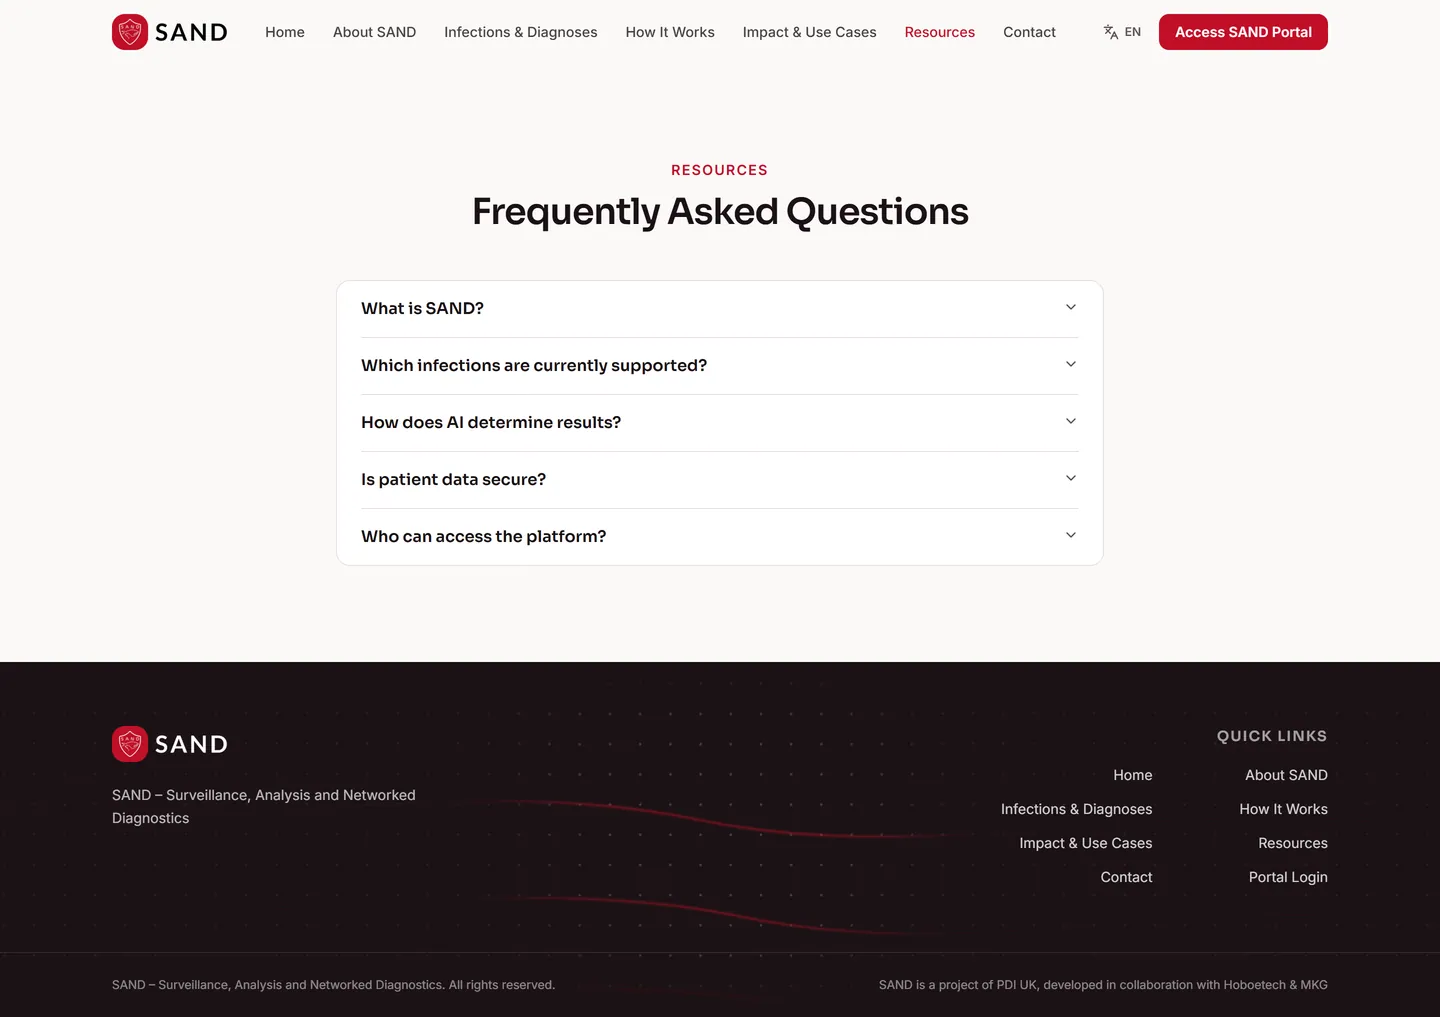 SAND
Home
About SAND
Infections & Diagnoses
How It Works
Impact & Use Cases
Resources
Contact
EN
Access SAND Portal
RESOURCES
Frequently Asked Questions
What is SAND?
Which infections are currently supported?
How does AI determine results?
Is patient data secure?
Who can access the platform?
SAND
SAND – Surveillance, Analysis and Networked
Diagnostics
QUICK LINKS
Home
About SAND
Infections & Diagnoses
How It Works
Impact & Use Cases
Resources
Contact
Portal Login
SAND – Surveillance, Analysis and Networked Diagnostics. All rights reserved.
SAND is a project of PDI UK, developed in collaboration with Hoboetech & MKG